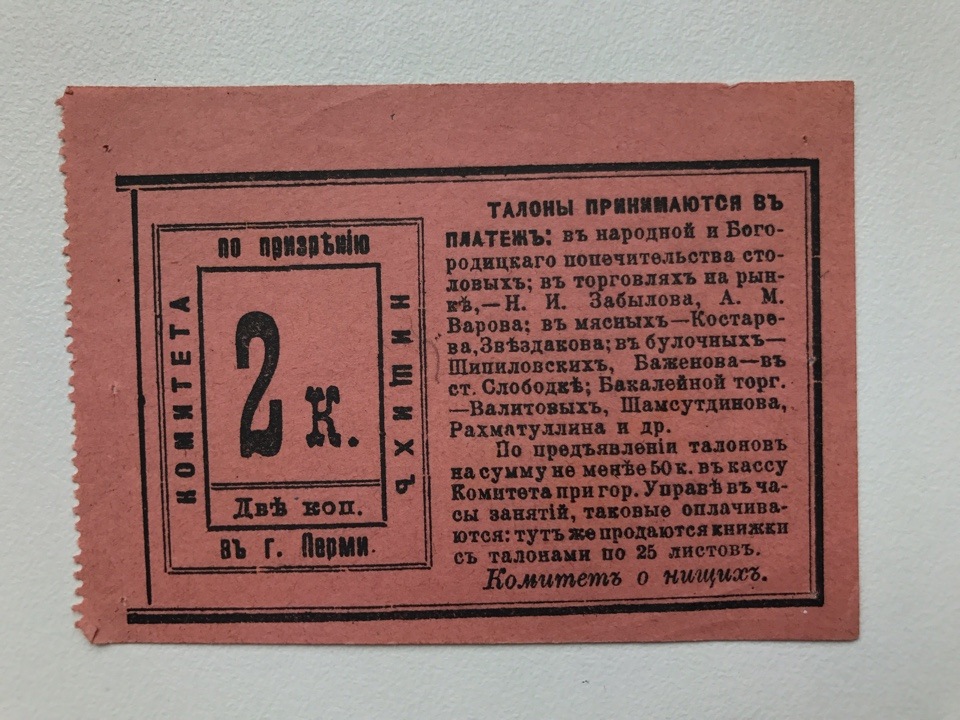 по призрѣнію
КОМИТЕТА
НИЩИХЪ
2 к.
Двѣ коп.
въ г. Перми.
ТАЛОНЫ ПРИНИМАЮТСЯ ВЪ
ПЛАТЕЖЪ: въ народной и Бого-
родицкаго попечительства сто-
ловыхъ; въ торговляхъ на рын-
кѣ,—Н. И. Забылова, А. М.
Варова; въ мясныхъ—Костаре-
ва, Звѣздакова; въ булочныхъ—
Шипиловскихъ, Баженова—въ
ст. Слободкѣ; Бакалейной торг.
—Валитовыхъ, Шамсутдинова,
Рахматуллина и др.
По предъявленіи талоновъ
на сумму не менѣе 50 к. въ кассу
Комитета при гор. Управѣ въ ча-
сы занятій, таковые оплачива-
ются: тутъ же продаются книжки
съ талонами по 25 листовъ.
Комитетъ о нищихъ.